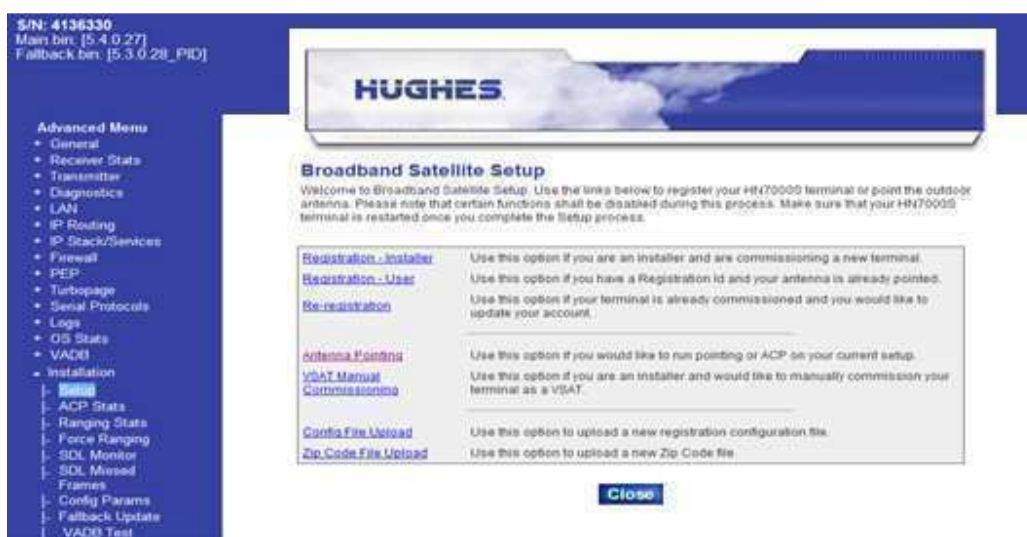 S/N: 4136330
Main.bin: [5.4.0.27]
Fallback.bin: [5.3.0.28_PID]
HUGHES.
Advanced Menu
General
Receiver Stats
Transmitter
Diagnostics
LAN
IP Routing
IP Stack/Services
Firewall
PEP
Turbopage
Serial Protocols
Logs
OS Stats
VADB
Installation
Setup
ACP Stats
Ranging Stats
Force Ranging
SDL Monitor
SDL Missed
Frames
Config Params
Fallback Update
VADB Test
Broadband Satellite Setup
Welcome to Broadband Satellite Setup. Use the links below to register your HN7000S terminal or point the outdoor
antenna. Please note that certain functions shall be disabled during this process. Make sure that your HN7000S
terminal is restarted once you complete the Setup process.
Registration - Installer Use this option if you are an installer and are commissioning a new terminal.
Registration - User Use this option if you have a Registration Id and your antenna is already pointed.
Re-registration Use this option if your terminal is already commissioned and you would like to
update your account.
Antenna Pointing Use this option if you would like to run pointing or ACP on your current setup.
VSAT Manual Use this option if you are an installer and would like to manually commission your
Commissioning terminal as a VSAT.
Config File Upload Use this option to upload a new registration configuration file.
Zip Code File Upload Use this option to upload a new Zip Code file.
Close